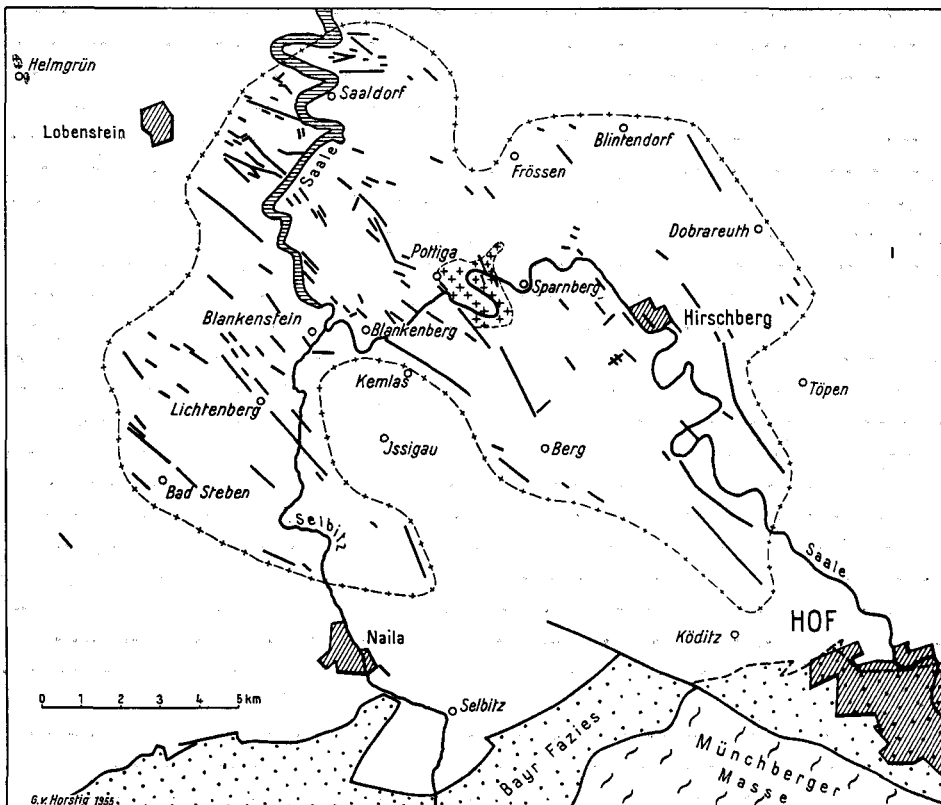 Helmgrün
Saaldorf
Lobenstein
Saale
Frössen
Blintendorf
Dobrareuth
Pottiga
Sparnberg
Hirschberg
Blankenstein
Blankenberg
Kemlas
Töpen
Lichtenberg
Issigau
Berg
Bad Steben
Selbitz
Saale
HOF
Naila
Köditz
0 1 2 3 4 5 km
Selbitz
Bayr Fazies
Münchberger
Masse
G.v.Horstig 1955